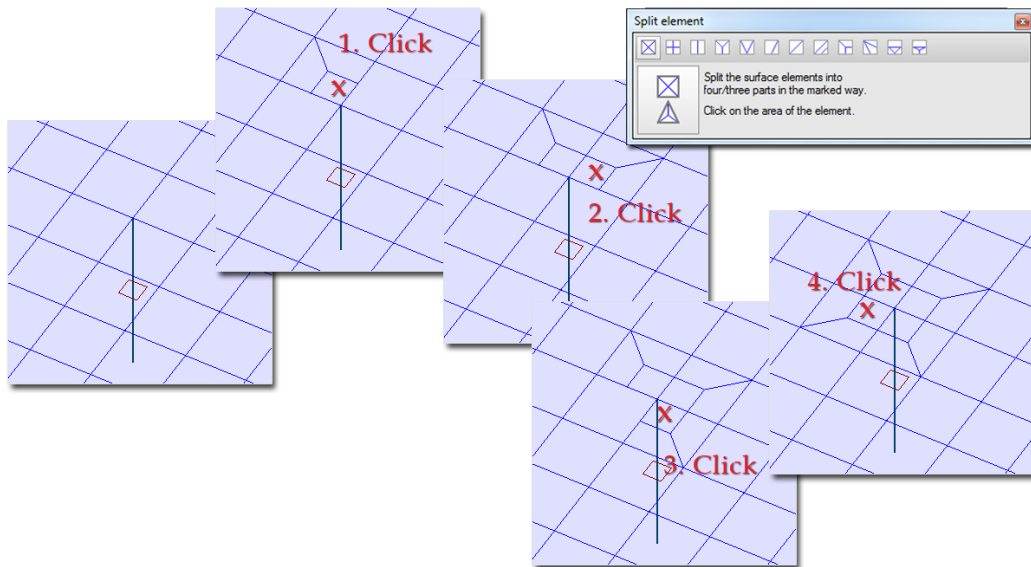 1. Click
X
Split element
Split the surface elements into
four/three parts in the marked way.
Click on the area of the element.
X
2. Click
4. Click
X
X
3. Click